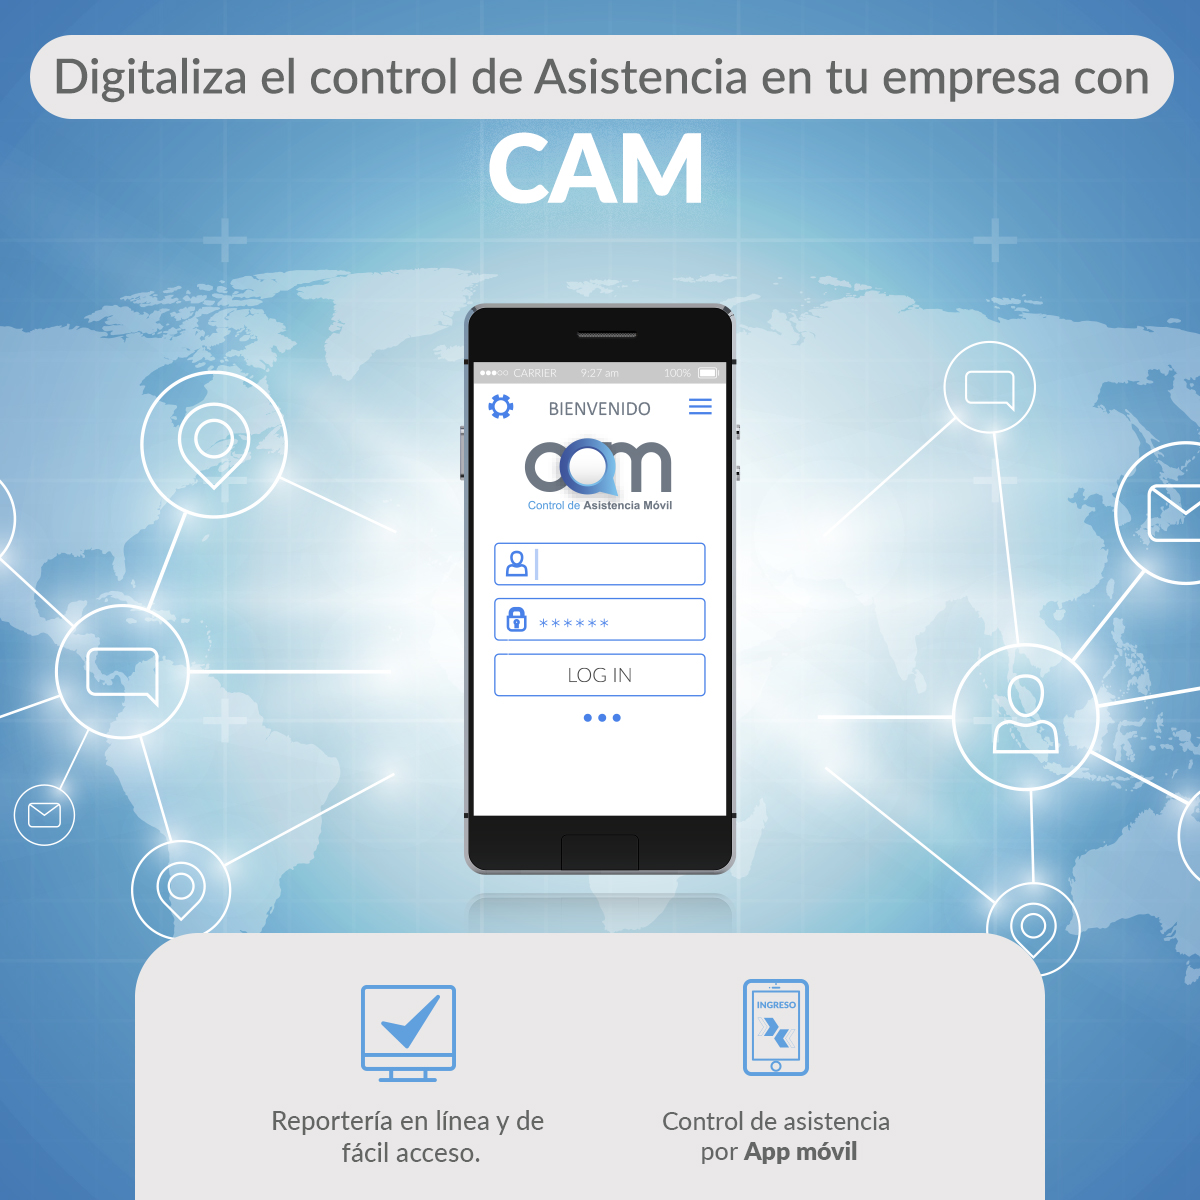 Digitaliza el control de Asistencia en tu empresa con
CAM
CARRIER 9:27 am 100%
BIENVENIDO
cam
Control de Asistencia Móvil
******
LOG IN
INGRESO
Reportería en línea y de
fácil acceso.
Control de asistencia
por App móvil